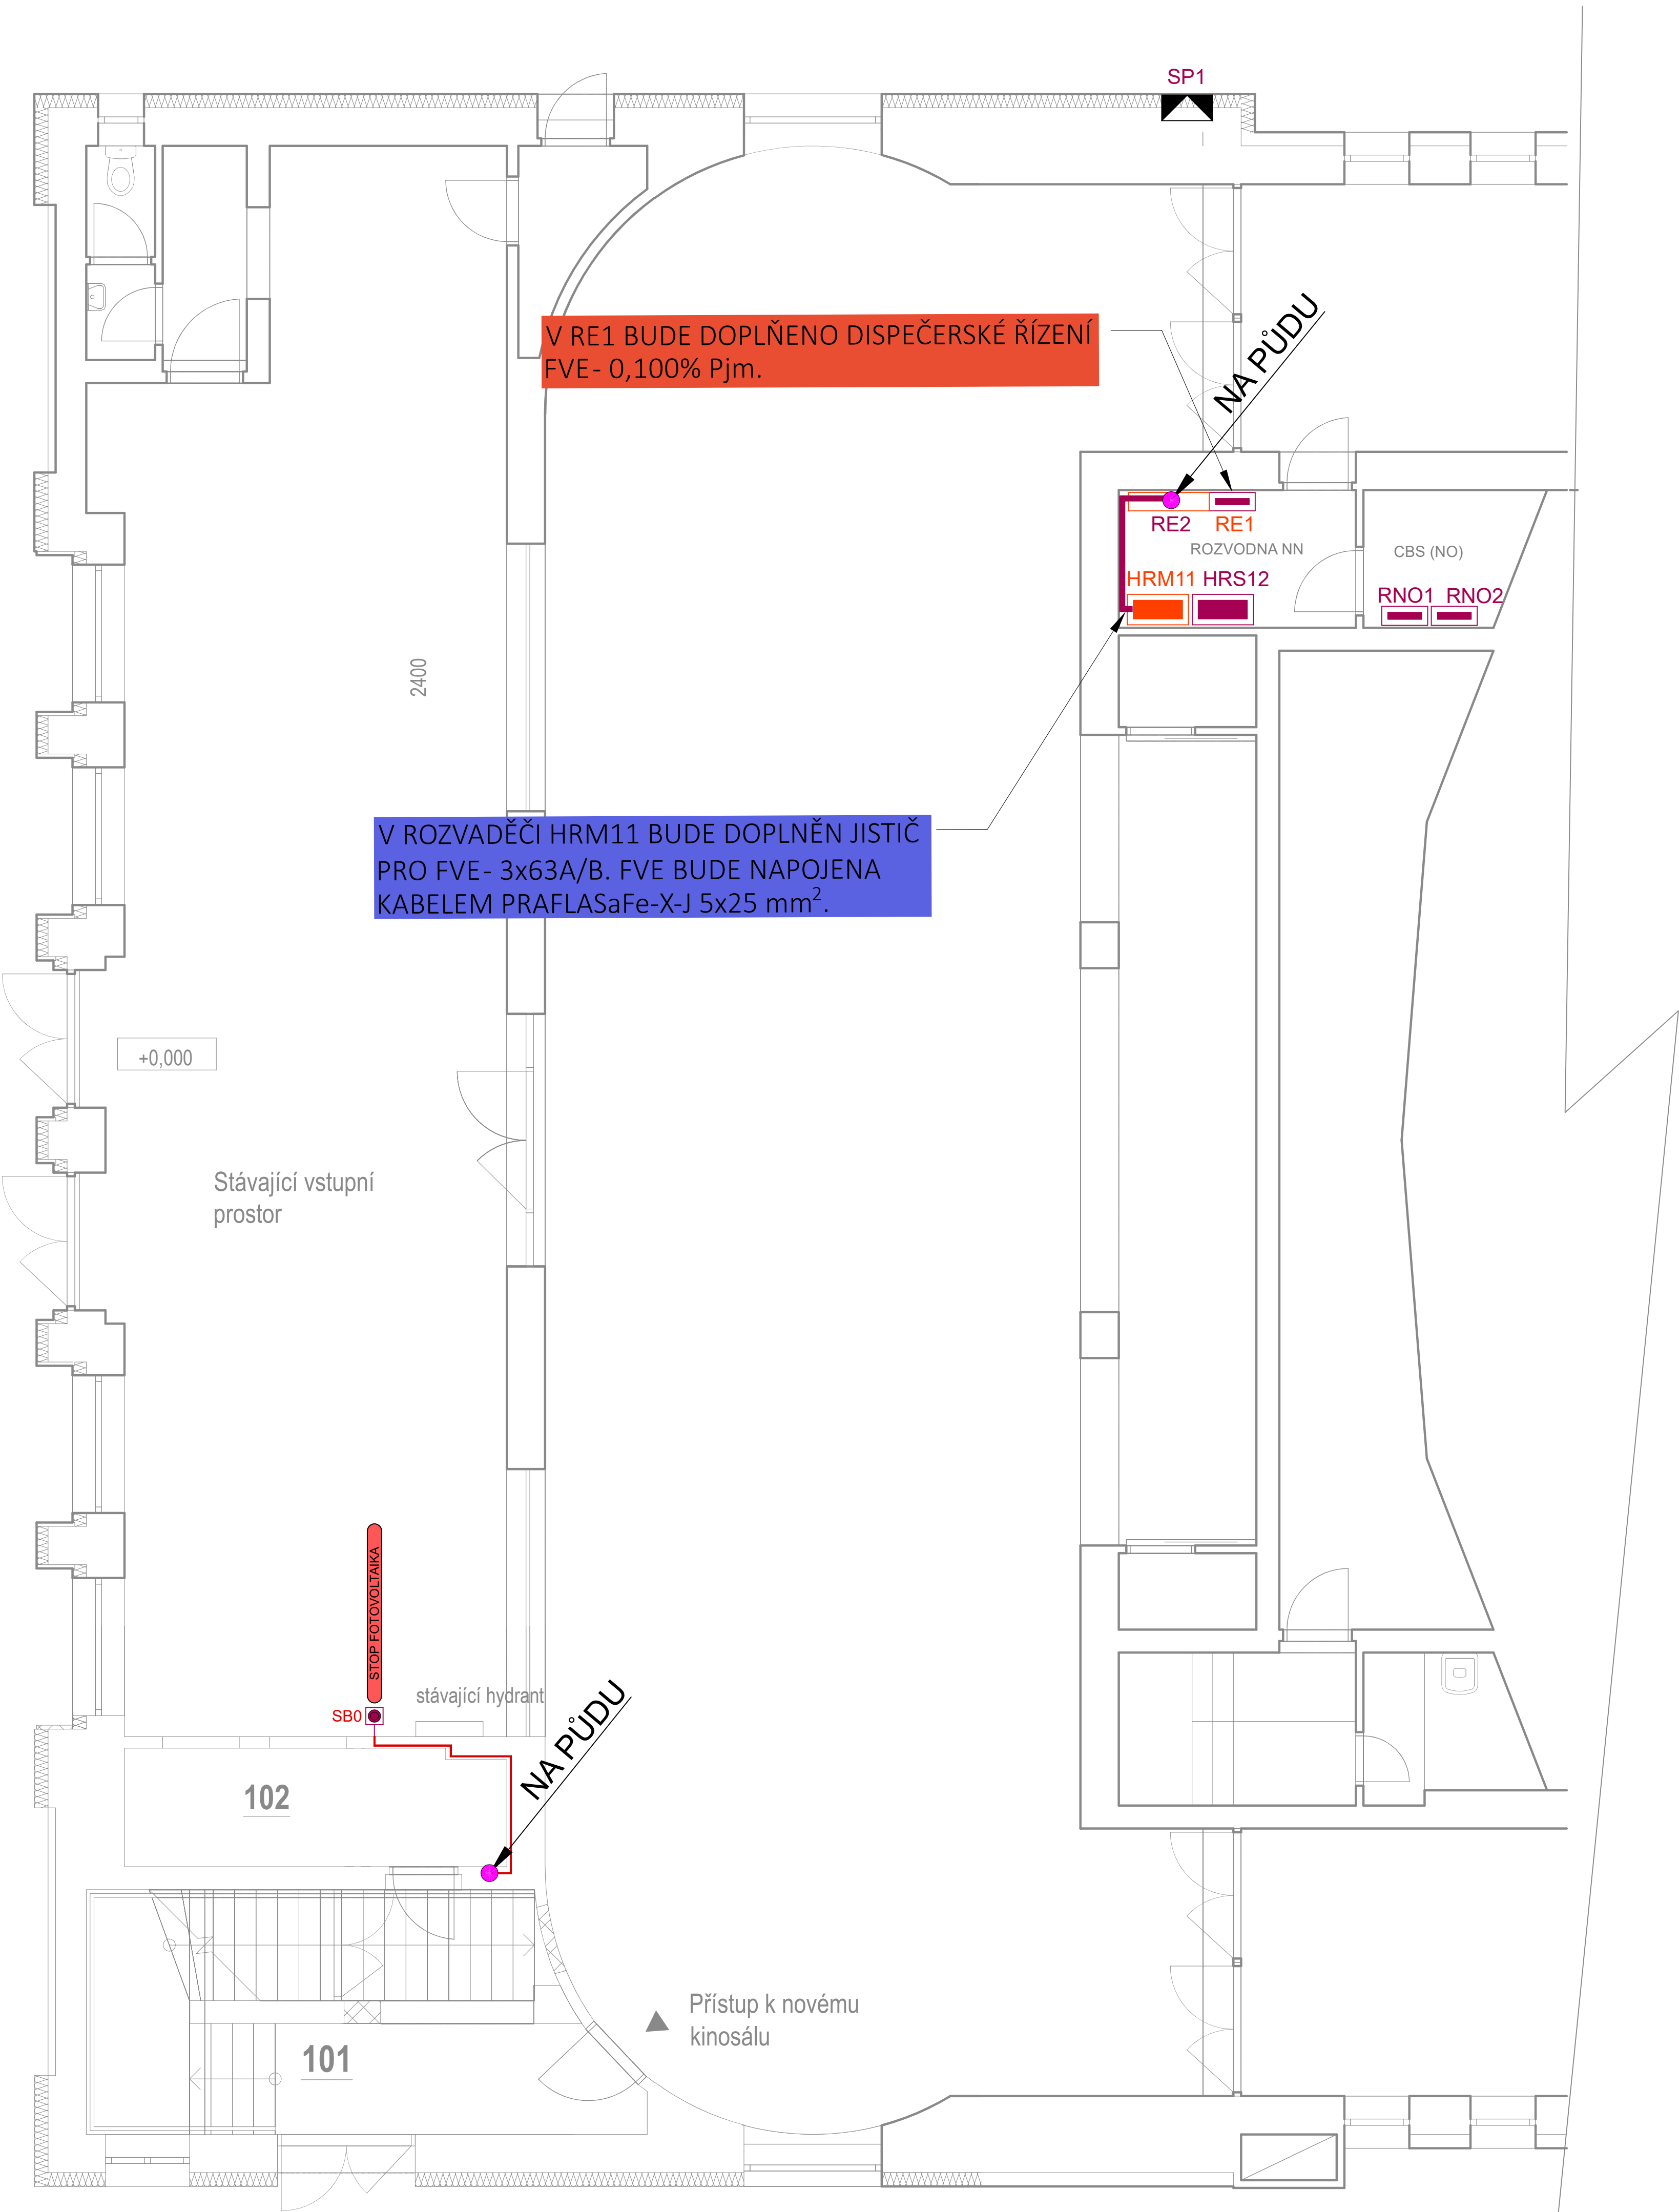 SP1
V RE1 BUDE DOPLŇENO DISPEČERSKÉ ŘÍZENÍ
FVE- 0,100% Pjm.
NA PŮDU
RE2 RE1
ROZVODNA NN
CBS (NO)
HRM11 HRS12
RNO1 RNO2
2400
V ROZVADĚČI HRM11 BUDE DOPLNĚN JISTIČ
PRO FVE- 3x63A/B. FVE BUDE NAPOJENA
KABELEM PRAFLASaFe-X-J 5x25 mm².
+0,000
Stávající vstupní
prostor
STOP FOTOVOLTAIKA
SB0
stávající hydrant
NA PŮDU
102
Přístup k novému
kinosálu
101